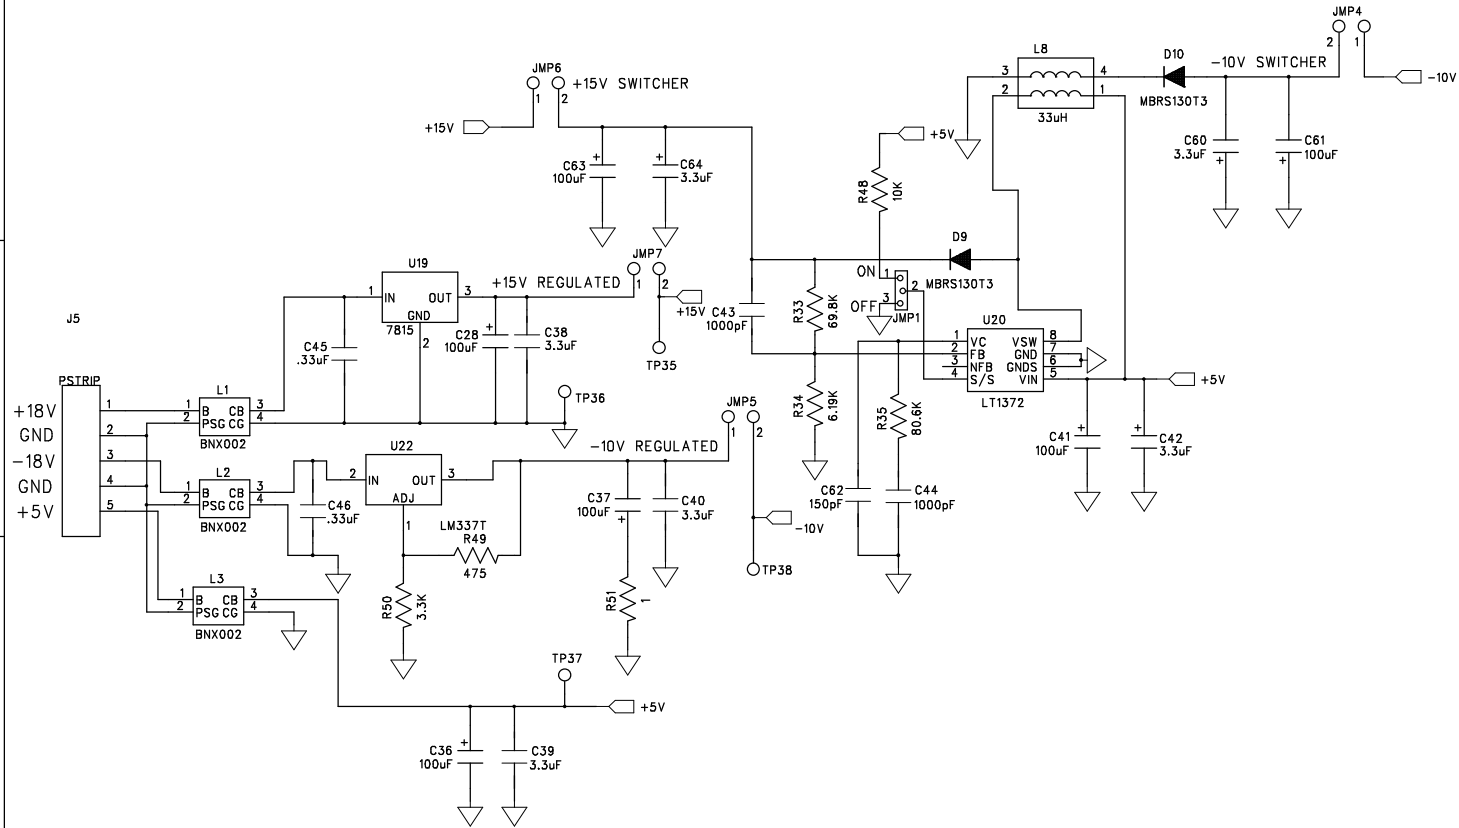 JMP4
2 1
-10V
L8
3 4
2 1
33uH
D10
MBRS130T3
-10V SWITCHER
C60
3.3uF
+
C61
100uF
+
JMP6
1 2
+15V SWITCHER
+15V
+
C63
100uF
+
C64
3.3uF
+5V
R48
10K
D9
MBRS130T3
ON
1
2
3
OFF
JMP1
C43
1000pF
R33
69.8K
R34
6.19K
U20
1 VC VSW 8
2 FB GND 7
3 NFB GNDS 6
4 S/S VIN 5
LT1372
+5V
R35
80.6K
C62
150pF
C44
1000pF
+
C41
100uF
+
C42
3.3uF
JMP7
1 2
+15V REGULATED
+15V
TP35
U19
1 IN OUT 3
GND
7815
2
C45
.33uF
+
C28
100uF
C38
3.3uF
TP36
J5
PSTRIP
+18V 1
GND 2
-18V 3
GND 4
+5V 5
L1
1 B CB 3
2 PSG CG 4
BNX002
L2
1 B CB 3
2 PSG CG 4
BNX002
L3
1 B CB 3
2 PSG CG 4
BNX002
C46
.33uF
U22
2 IN OUT 3
ADJ
1
LM337T
R49
475
R50
3.3K
JMP5
1 2
-10V REGULATED
C37
100uF
+
C40
3.3uF
R51
1
-10V
TP38
TP37
+5V
+
C36
100uF
C39
3.3uF